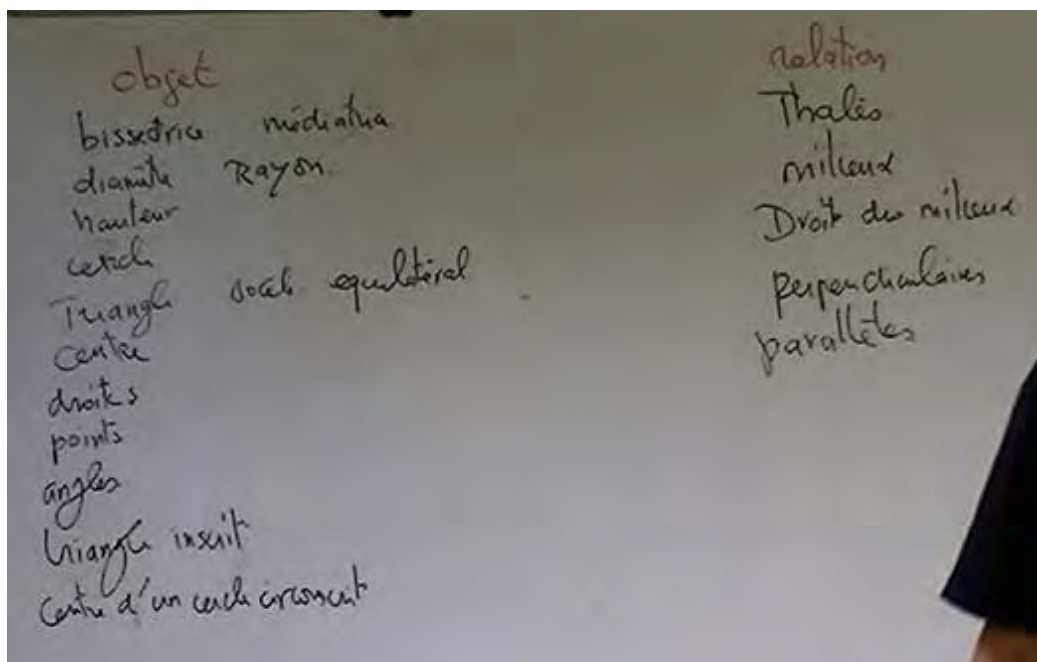 objet
bissectrice médiatrice
diamètre Rayon
hauteur
cercle
Triangle isocèle equilatéral
Centre
droites
points
angles
triangle inscrit
Centre d'un cercle circonscrit
relation
Thalès
milieux
Droite des milieux
perpendiculaires
parallèles